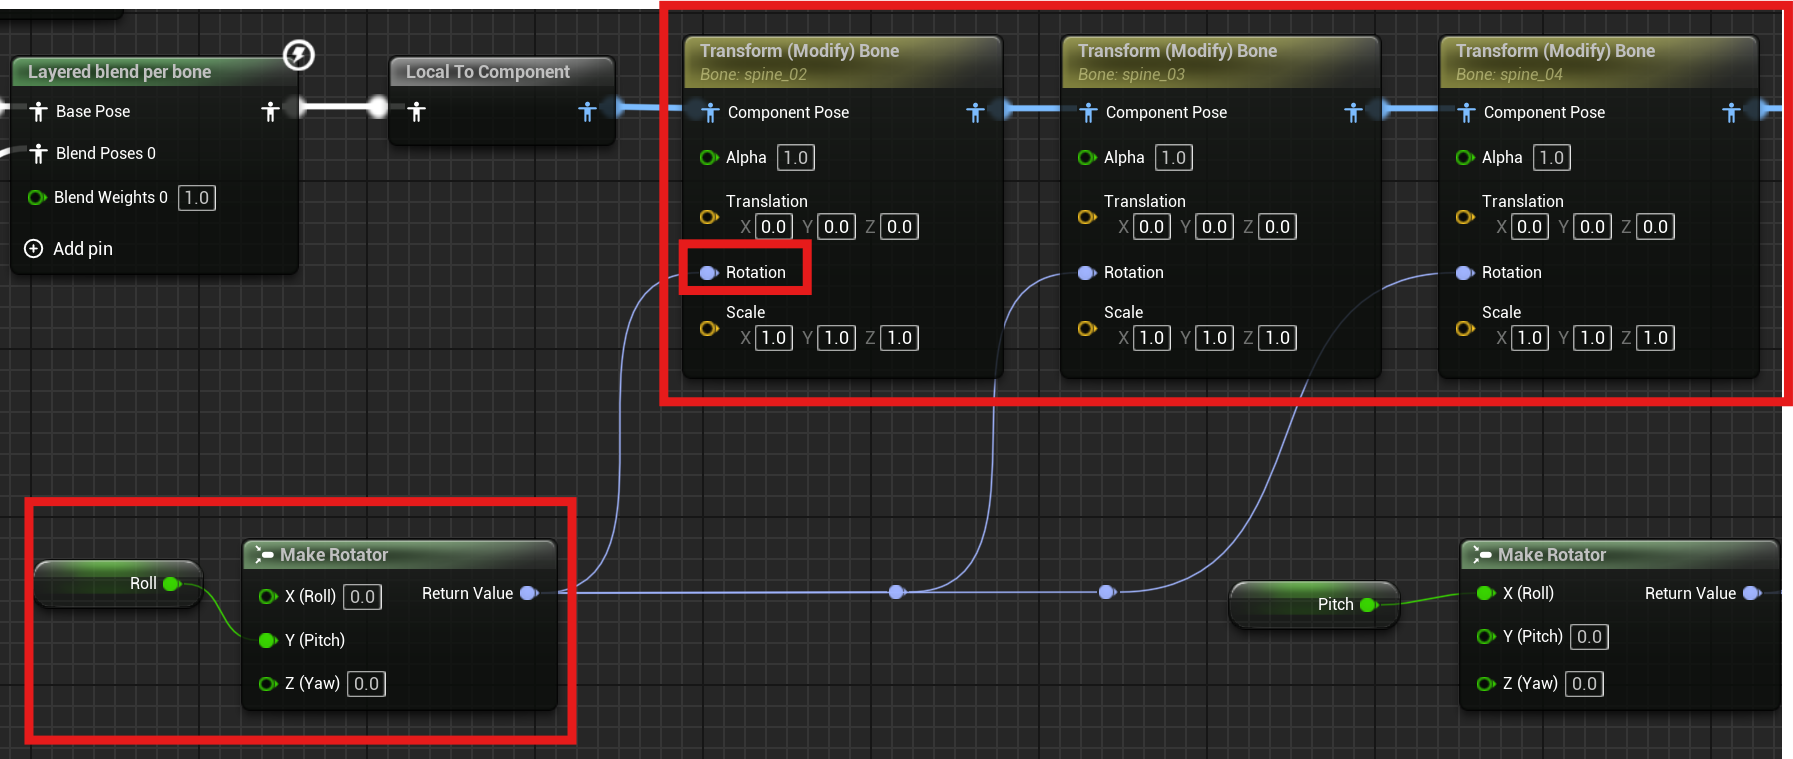 Layered blend per bone
Base Pose
Blend Poses 0
Blend Weights 0 1.0
Add pin
Local To Component
Transform (Modify) Bone
Bone: spine_02
Component Pose
Alpha 1.0
Translation
X 0.0 Y 0.0 Z 0.0
Rotation
Scale
X 1.0 Y 1.0 Z 1.0
Transform (Modify) Bone
Bone: spine_03
Component Pose
Alpha 1.0
Translation
X 0.0 Y 0.0 Z 0.0
Rotation
Scale
X 1.0 Y 1.0 Z 1.0
Transform (Modify) Bone
Bone: spine_04
Component Pose
Alpha 1.0
Translation
X 0.0 Y 0.0 Z 0.0
Rotation
Scale
X 1.0 Y 1.0 Z 1.0
Roll
Make Rotator
X (Roll) 0.0 Return Value
Y (Pitch)
Z (Yaw) 0.0
Pitch
Make Rotator
X (Roll) Return Value
Y (Pitch) 0.0
Z (Yaw) 0.0